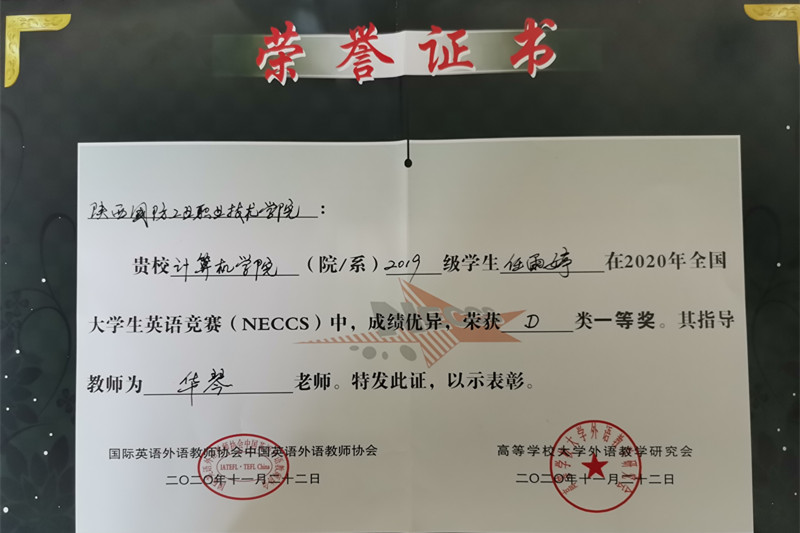 荣誉证书
陕西国防工业职业技术学院：
贵校计算机学院（院/系）2019级学生任雨婷在2020年全国
大学生英语竞赛（NECCS）中，成绩优异，荣获D类一等奖。其指导
教师为华琴老师。特发此证，以示表彰。
国际英语外语教师协会中国英语外语教师协会
高等学校大学外语教学研究会
IATEFL·TEFL China
二〇二〇年十一月二十二日
二〇二〇年十一月二十二日